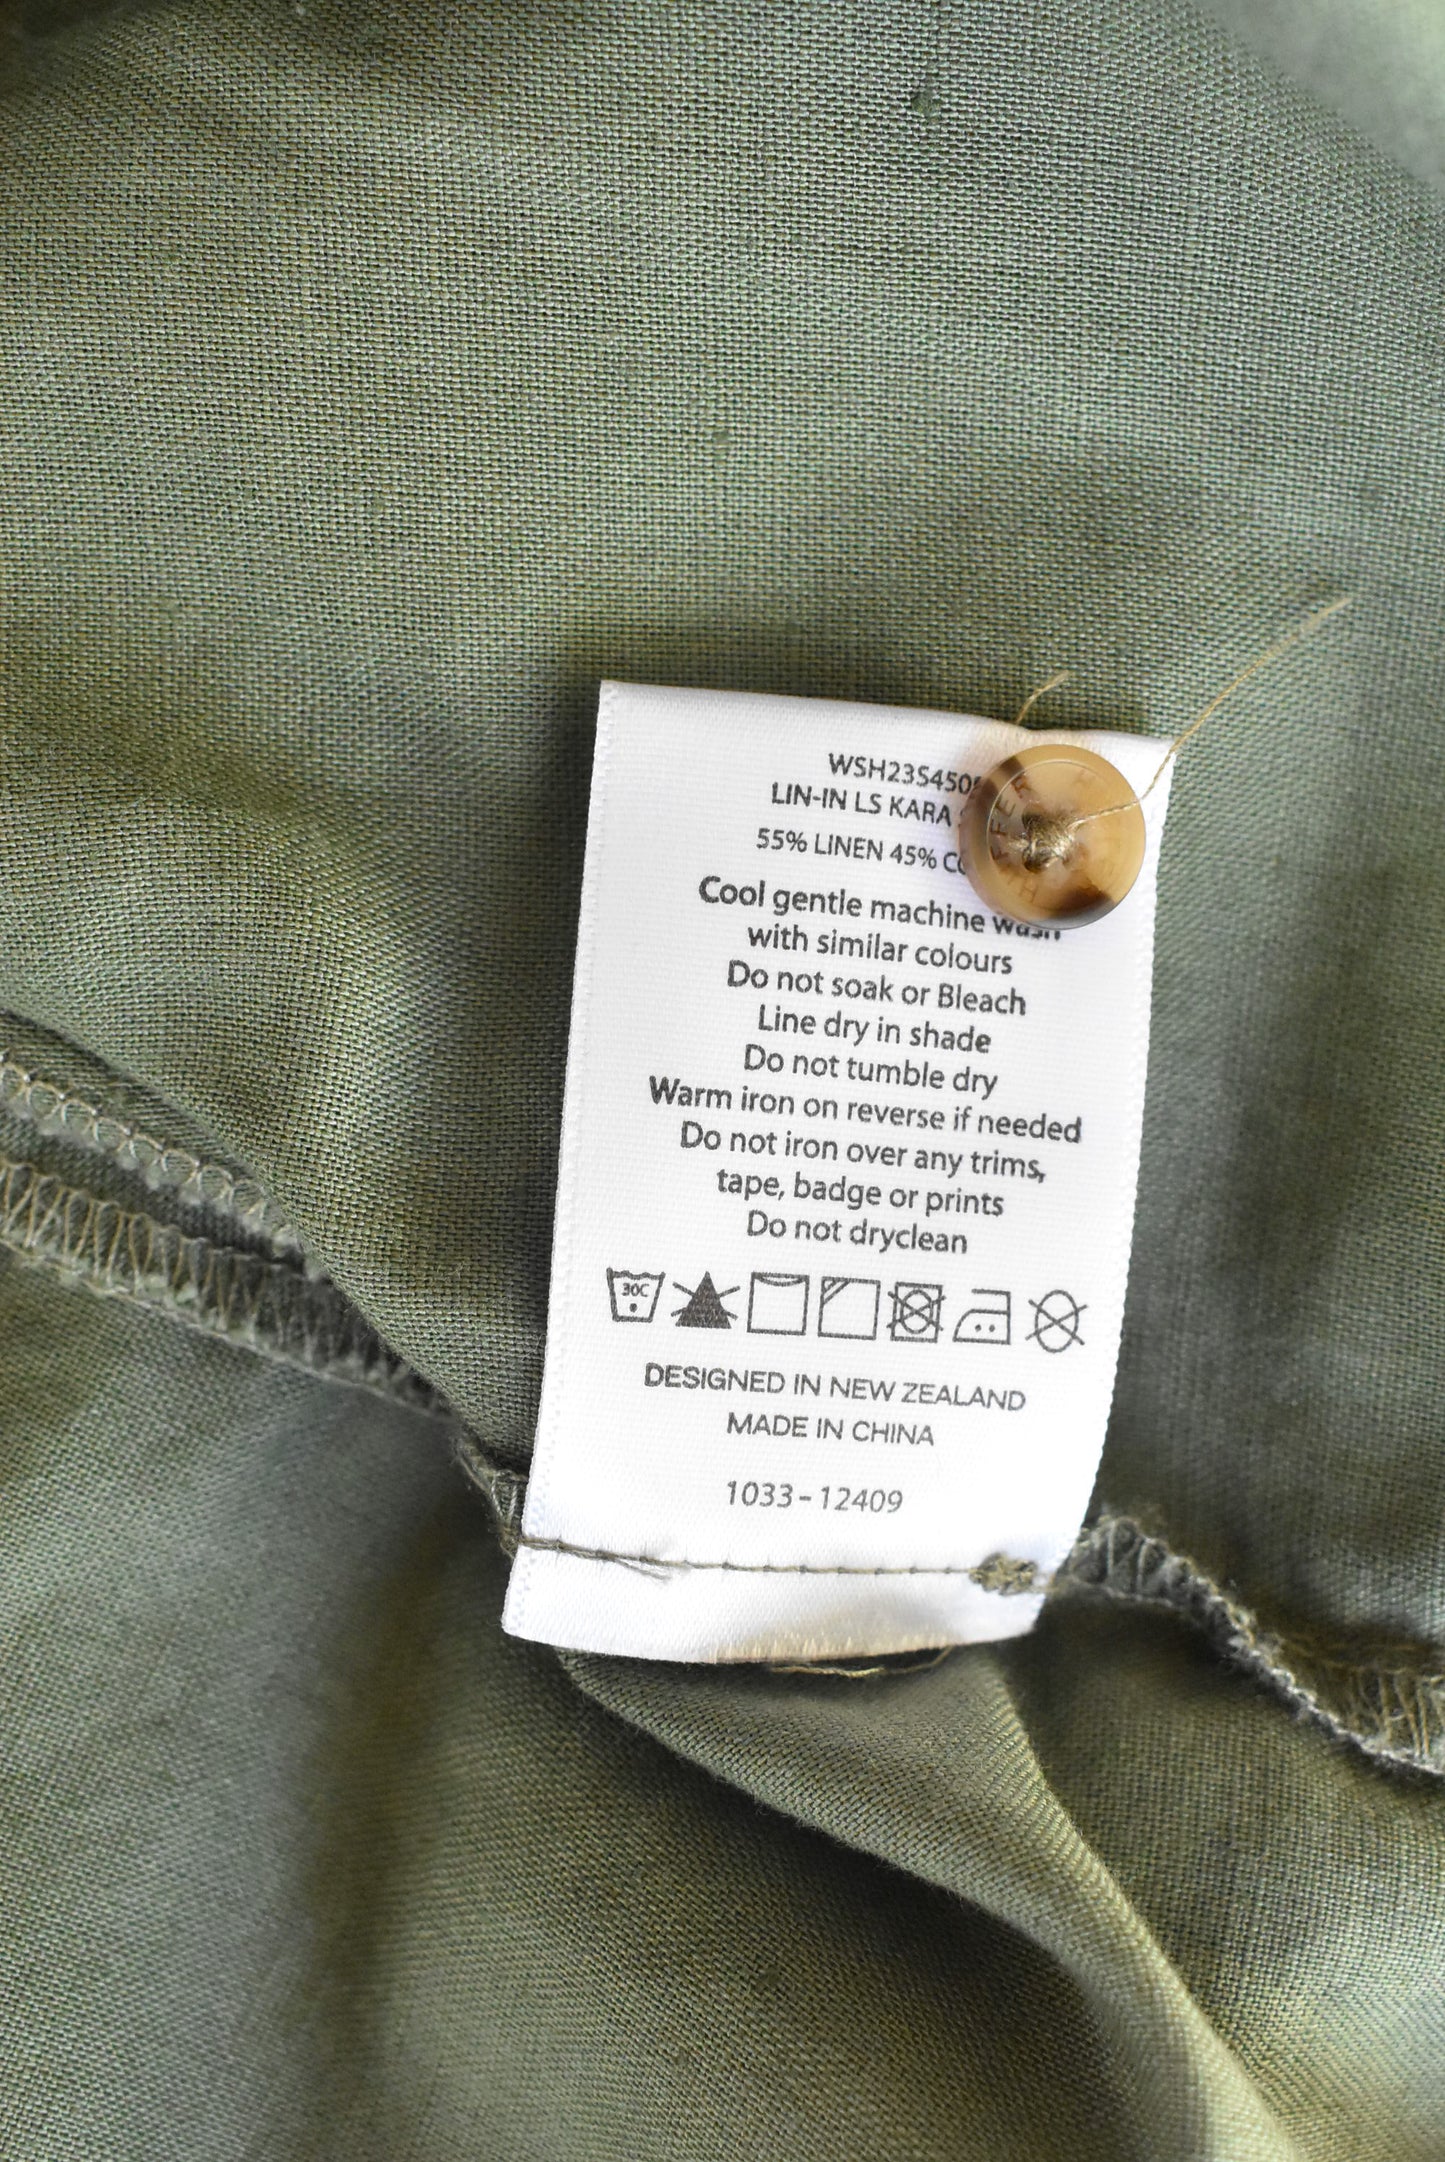 WSH23S450
LIN-IN LS KARA
55% LINEN 45%
Cool gentle machine wash
with similar colours
Do not soak or Bleach
Line dry in shade
Do not tumble dry
Warm iron on reverse if needed
Do not iron over any trims,
tape, badge or prints
Do not dryclean
30C
DESIGNED IN NEW ZEALAND
MADE IN CHINA
1033-12409